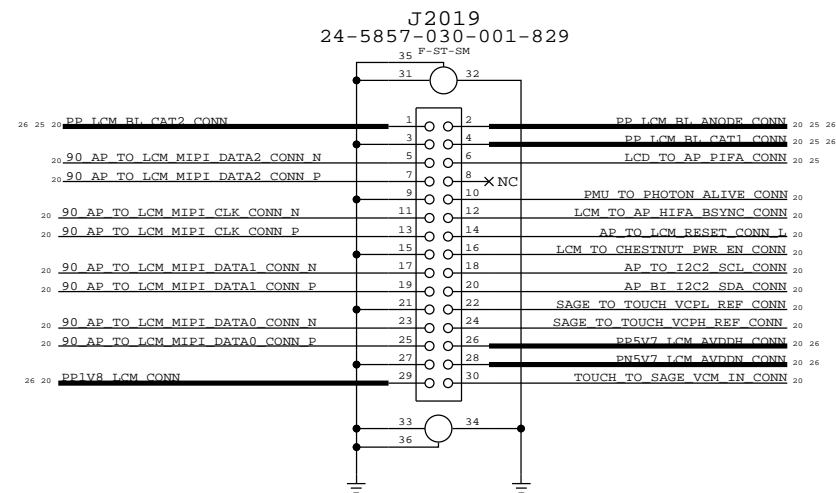 J2019
24-5857-030-001-829
F-ST-SM
35
31 32
26 25 20 PP_LCM_BL_CAT2_CONN 1 2 PP_LCM_BL_ANODE_CONN 20 25 26
3 4 PP_LCM_BL_CAT1_CONN 20 25 26
20 90_AP_TO_LCM_MIPI_DATA2_CONN_N 5 6 LCD_TO_AP_PIFA_CONN 20 25
20 90_AP_TO_LCM_MIPI_DATA2_CONN_P 7 8 NC
9 10 PMU_TO_PHOTON_ALIVE_CONN 20
20 90_AP_TO_LCM_MIPI_CLK_CONN_N 11 12 LCM_TO_AP_HIFA_BSYNC_CONN 20
20 90_AP_TO_LCM_MIPI_CLK_CONN_P 13 14 AP_TO_LCM_RESET_CONN_L 20
15 16 LCM_TO_CHESTNUT_PWR_EN_CONN 20
20 90_AP_TO_LCM_MIPI_DATA1_CONN_N 17 18 AP_TO_I2C2_SCL_CONN 20
20 90_AP_TO_LCM_MIPI_DATA1_CONN_P 19 20 AP_BI_I2C2_SDA_CONN 20
21 22 SAGE_TO_TOUCH_VCPL_REF_CONN 20
20 90_AP_TO_LCM_MIPI_DATA0_CONN_N 23 24 SAGE_TO_TOUCH_VCPH_REF_CONN 20
20 90_AP_TO_LCM_MIPI_DATA0_CONN_P 25 26 PP5V7_LCM_AVDDH_CONN 20 26
27 28 PN5V7_LCM_AVDDN_CONN 20 26
26 20 PP1V8_LCM_CONN 29 30 TOUCH_TO_SAGE_VCM_IN_CONN 20
33 34
36